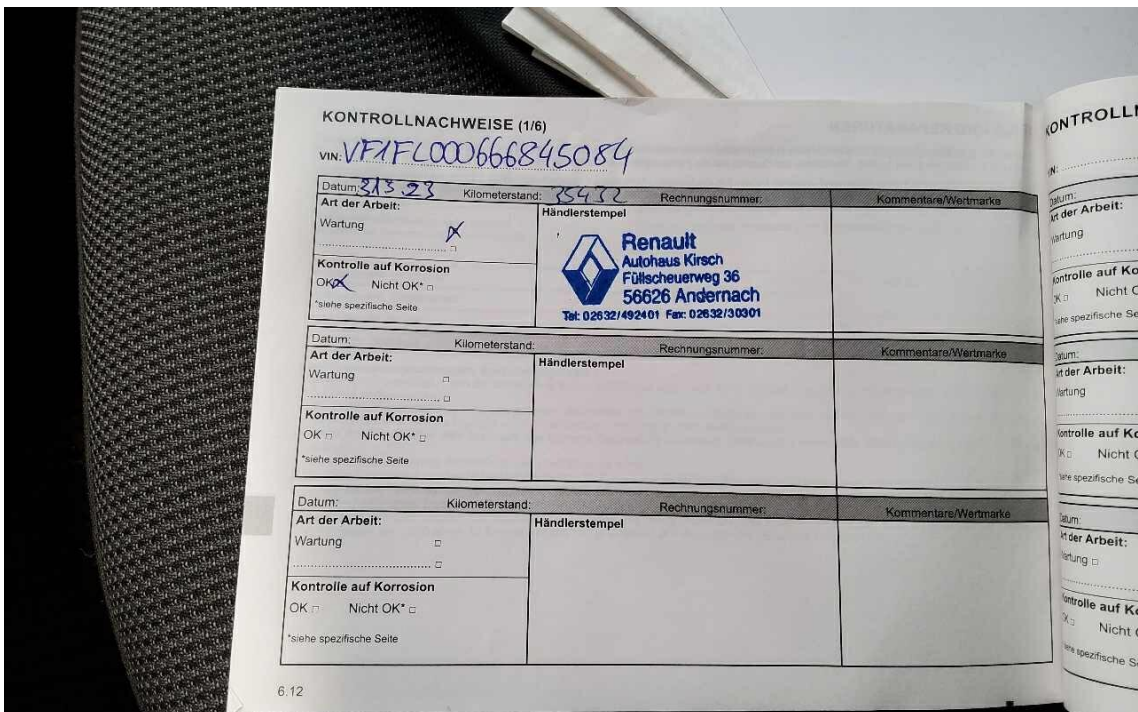 KONTROLLNACHWEISE (1/6)
VIN: VF1FL000666845084
Datum: 31.3.23 Kilometerstand: 35432 Rechnungsnummer: Kommentare/Wertmarke
Art der Arbeit: Händlerstempel
Wartung
Renault
Autohaus Kirsch
Füllscheuerweg 36
56626 Andernach
Tel: 02632/492401 Fax: 02632/30301
Kontrolle auf Korrosion
OK Nicht OK*
*siehe spezifische Seite
Datum: Kilometerstand: Rechnungsnummer: Kommentare/Wertmarke
Art der Arbeit: Händlerstempel
Wartung
Kontrolle auf Korrosion
OK Nicht OK*
*siehe spezifische Seite
Datum: Kilometerstand: Rechnungsnummer: Kommentare/Wertmarke
Art der Arbeit: Händlerstempel
Wartung
Kontrolle auf Korrosion
OK Nicht OK*
*siehe spezifische Seite
6.12